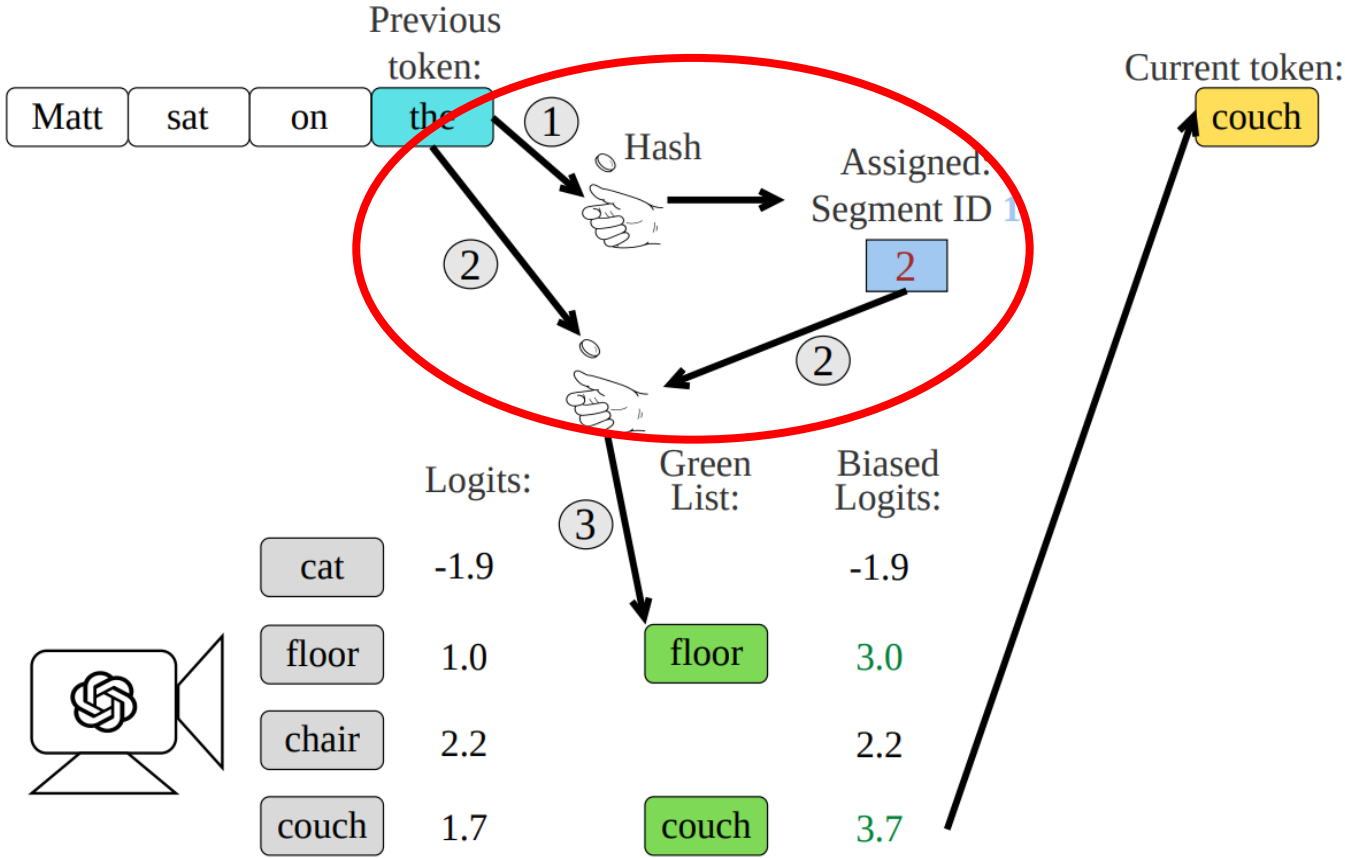 Previous
token:
Matt sat on the
1
Hash
Assigned:
Segment ID 1
2
2
2
Current token:
couch
Logits:
Green
List:
Biased
Logits:
3
cat -1.9 -1.9
floor 1.0 floor 3.0
chair 2.2 2.2
couch 1.7 couch 3.7